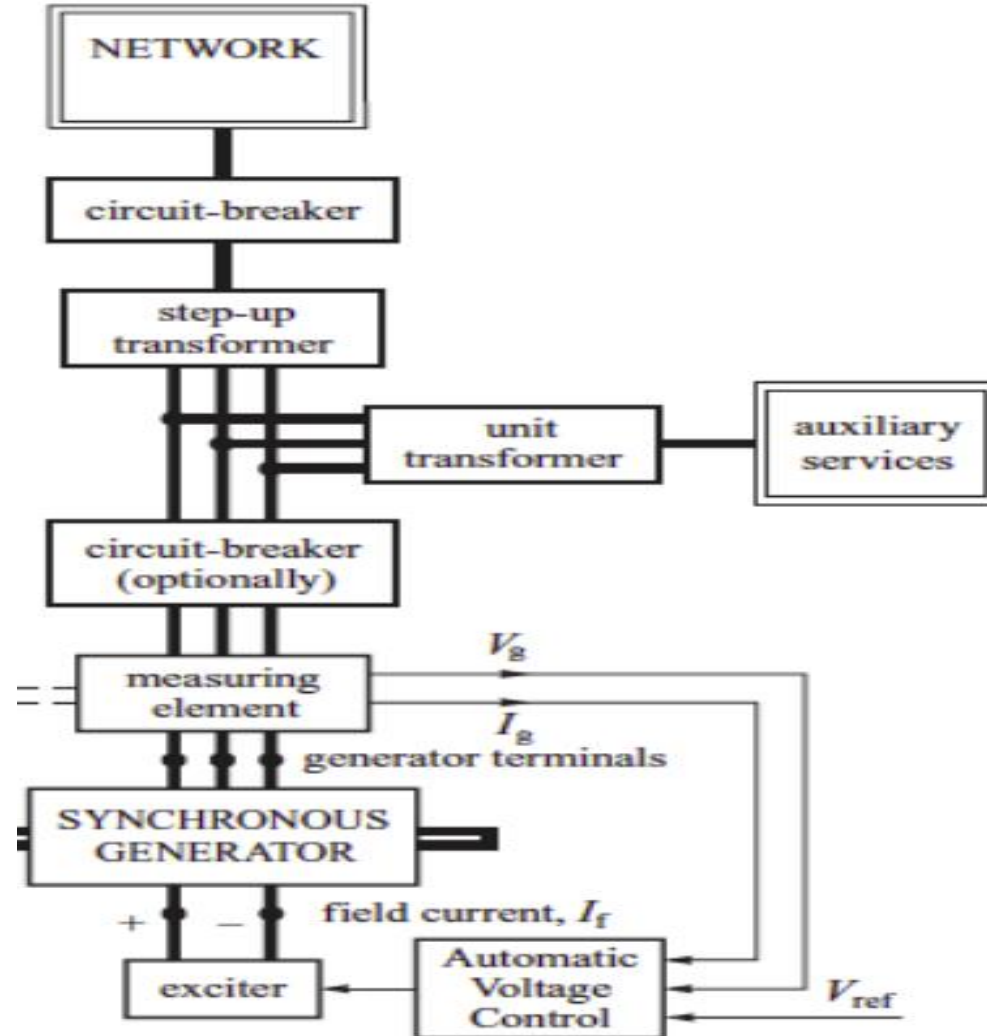 NETWORK
circuit-breaker
step-up
transformer
unit
transformer
auxiliary
services
circuit-breaker
(optionally)
measuring
element
Vg
Ig
generator terminals
SYNCHRONOUS
GENERATOR
+ −
field current, If
exciter
Automatic
Voltage
Control
Vref